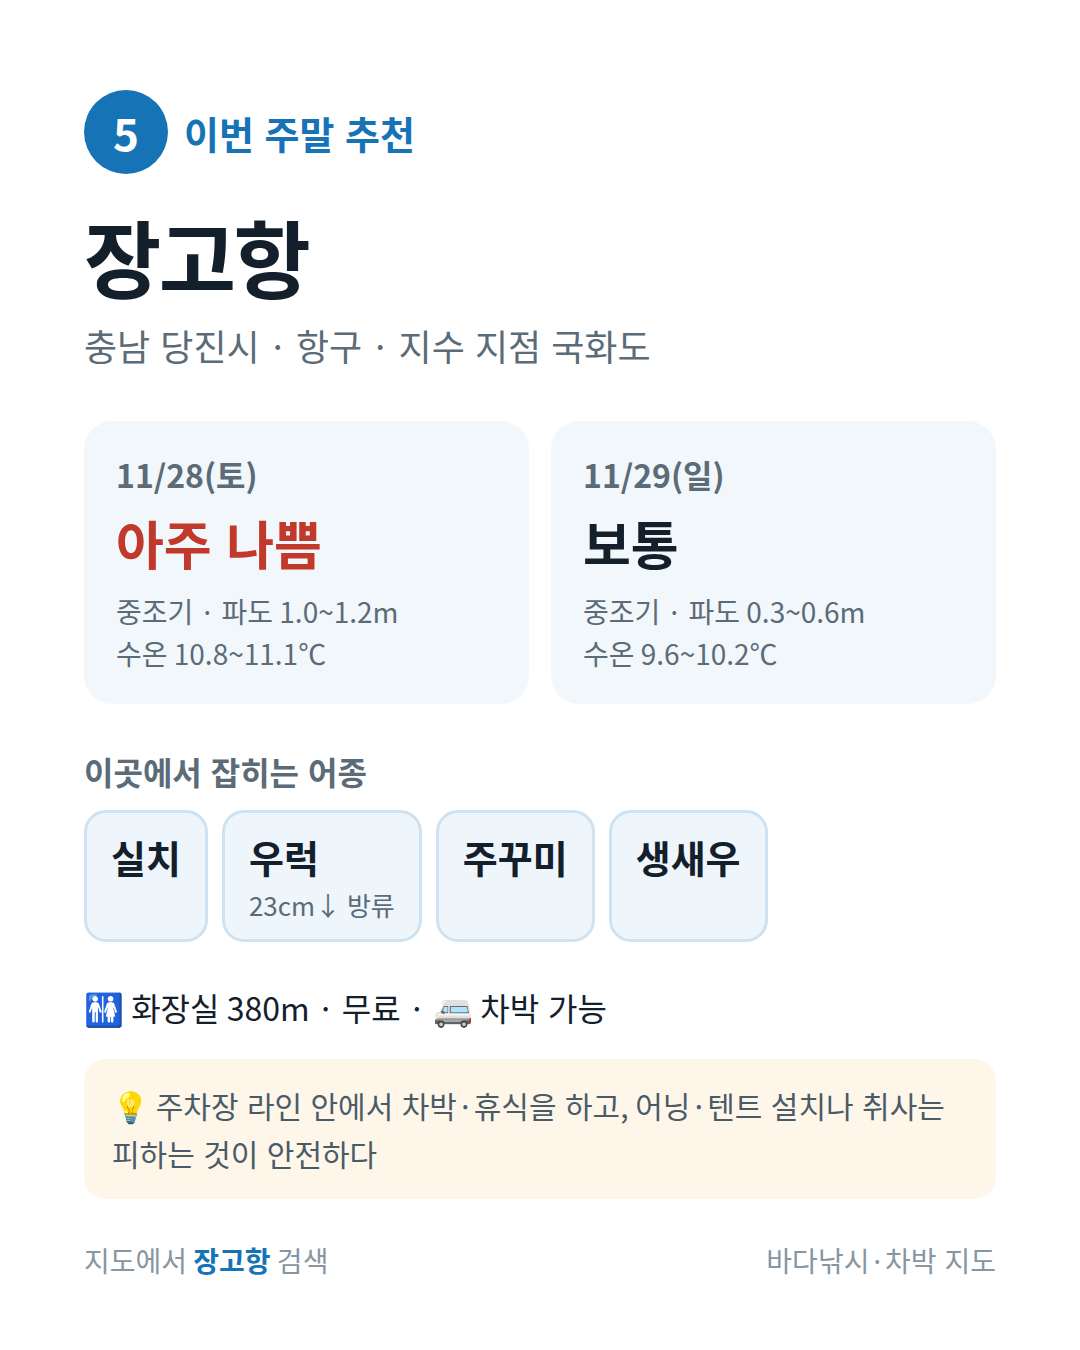 5 이번 주말 추천
장고항
충남 당진시 · 항구 · 지수 지점 국화도
11/28(토)
아주 나쁨
중조기 · 파도 1.0~1.2m
수온 10.8~11.1℃
11/29(일)
보통
중조기 · 파도 0.3~0.6m
수온 9.6~10.2℃
이곳에서 잡히는 어종
실치
우럭
23cm↓ 방류
주꾸미
생새우
🚻 화장실 380m · 무료 · 🚐 차박 가능
💡 주차장 라인 안에서 차박·휴식을 하고, 어닝·텐트 설치나 취사는
피하는 것이 안전하다
지도에서 장고항 검색
바다낚시·차박 지도